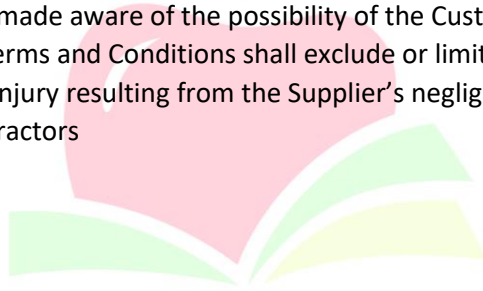 made aware of the possibility of the Cust
erms and Conditions shall exclude or limit
njury resulting from the Supplier’s neglig
ractors